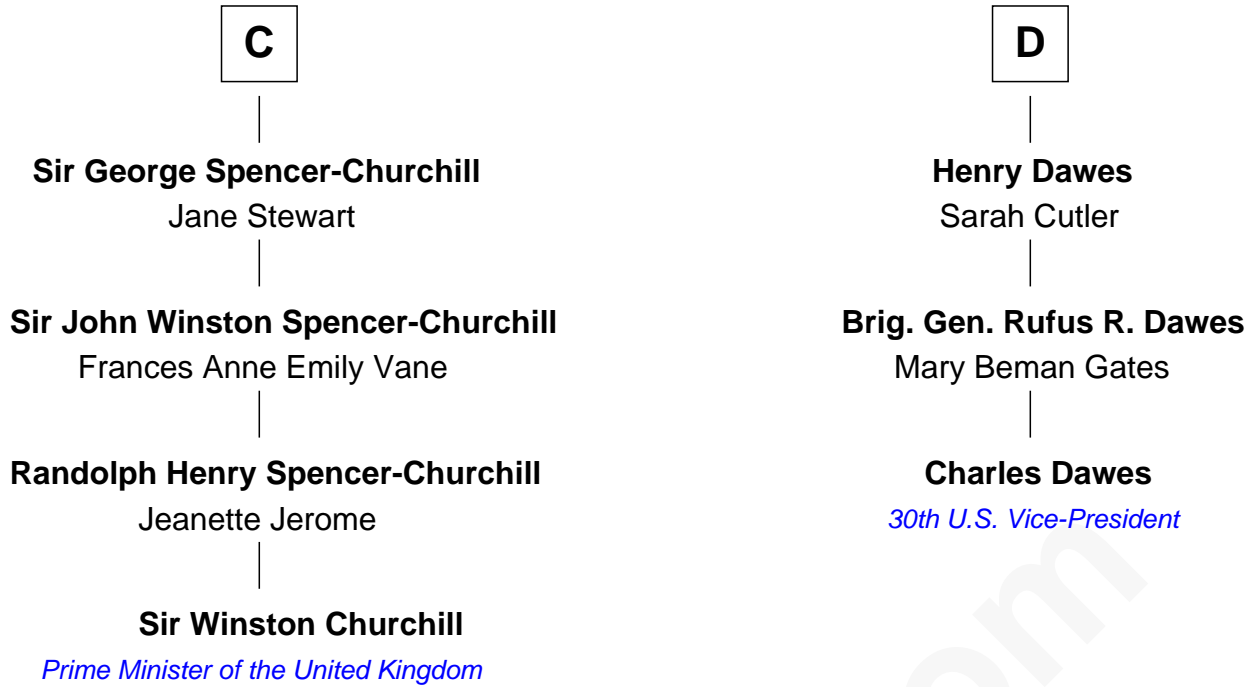 C
Sir George Spencer-Churchill
Jane Stewart
Sir John Winston Spencer-Churchill
Frances Anne Emily Vane
Randolph Henry Spencer-Churchill
Jeanette Jerome
Sir Winston Churchill
Prime Minister of the United Kingdom
D
Henry Dawes
Sarah Cutler
Brig. Gen. Rufus R. Dawes
Mary Beman Gates
Charles Dawes
30th U.S. Vice-President
om